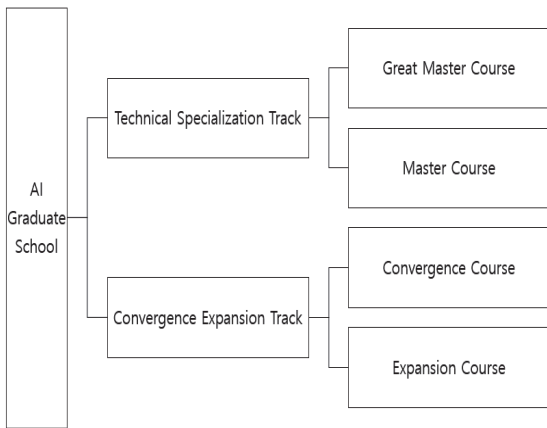 AI
Graduate
School
Technical Specialization Track
Great Master Course
Master Course
Convergence Expansion Track
Convergence Course
Expansion Course